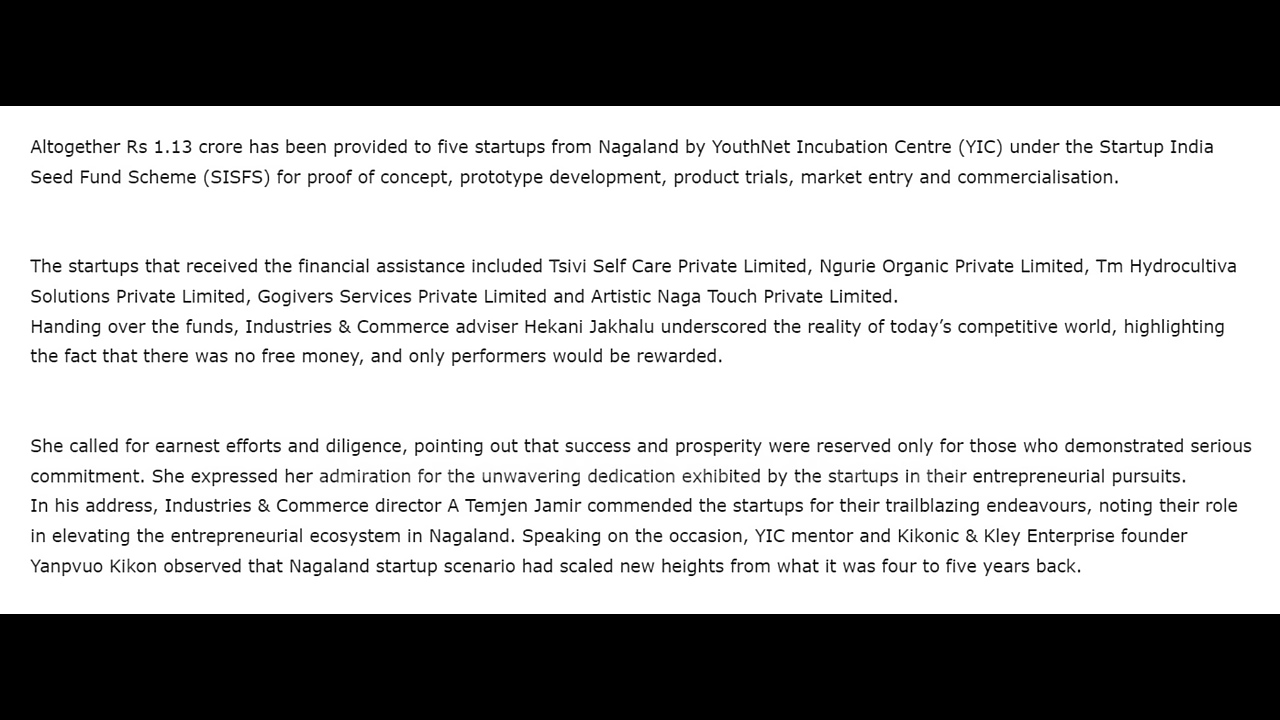 Altogether Rs 1.13 crore has been provided to five startups from Nagaland by YouthNet Incubation Centre (YIC) under the Startup India
Seed Fund Scheme (SISFS) for proof of concept, prototype development, product trials, market entry and commercialisation.
The startups that received the financial assistance included Tsivi Self Care Private Limited, Ngurie Organic Private Limited, Tm Hydrocultiva
Solutions Private Limited, Gogivers Services Private Limited and Artistic Naga Touch Private Limited.
Handing over the funds, Industries & Commerce adviser Hekani Jakhalu underscored the reality of today’s competitive world, highlighting
the fact that there was no free money, and only performers would be rewarded.
She called for earnest efforts and diligence, pointing out that success and prosperity were reserved only for those who demonstrated serious
commitment. She expressed her admiration for the unwavering dedication exhibited by the startups in their entrepreneurial pursuits.
In his address, Industries & Commerce director A Temjen Jamir commended the startups for their trailblazing endeavours, noting their role
in elevating the entrepreneurial ecosystem in Nagaland. Speaking on the occasion, YIC mentor and Kikonic & Kley Enterprise founder
Yanpvuo Kikon observed that Nagaland startup scenario had scaled new heights from what it was four to five years back.